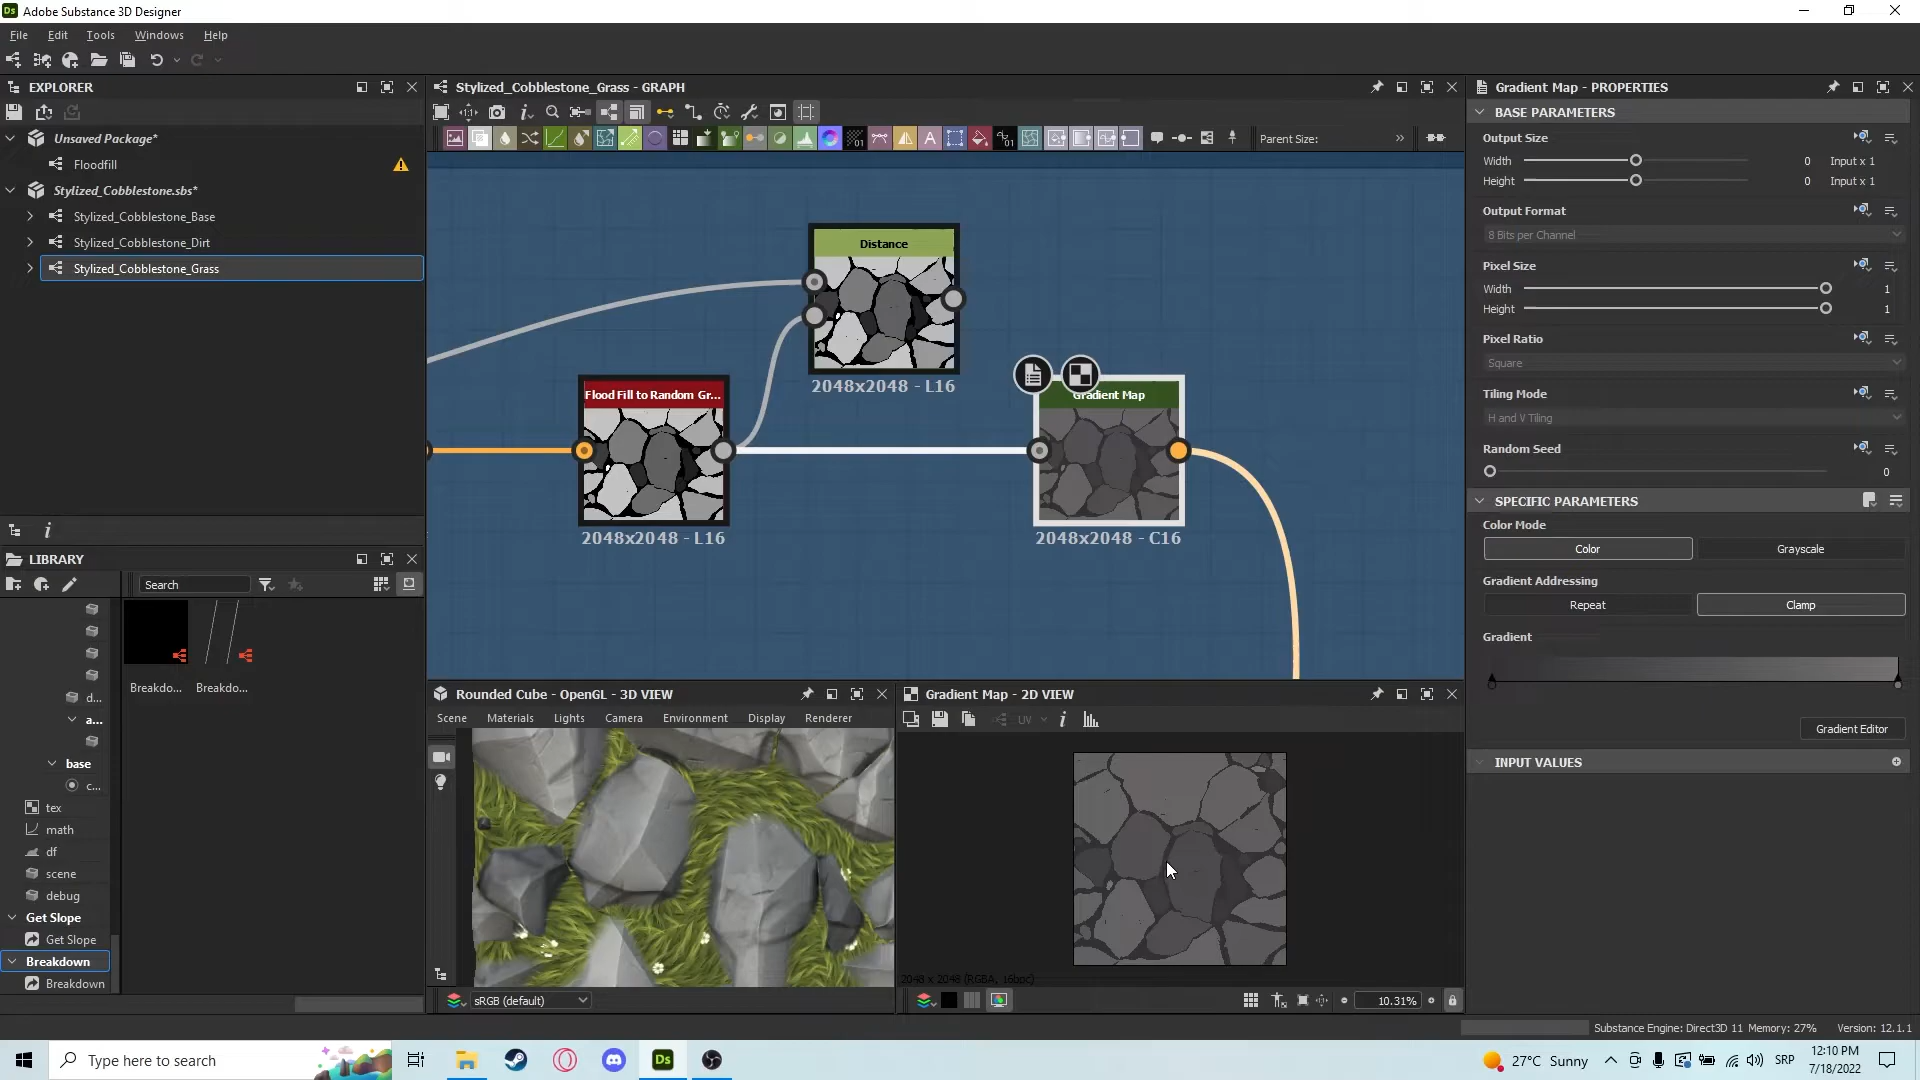 Ds Adobe Substance 3D Designer
File Edit Tools Windows Help
EXPLORER
Unsaved Package*
Floodfill
Stylized_Cobblestone.sbs*
Stylized_Cobblestone_Base
Stylized_Cobblestone_Dirt
Stylized_Cobblestone_Grass
LIBRARY
Search
d...
a...
base
c...
tex
math
df
scene
debug
Get Slope
Get Slope
Breakdown
Breakdown
Breakdo... Breakdo...
Stylized_Cobblestone_Grass - GRAPH
Parent Size:
Distance
2048x2048 - L16
Flood Fill to Random Gr...
2048x2048 - L16
Gradient Map
2048x2048 - C16
Rounded Cube - OpenGL - 3D VIEW
Scene Materials Lights Camera Environment Display Renderer
sRGB (default)
Gradient Map - 2D VIEW
UV
2048 x 2048 (RGBA, 16bpc)
10.31%
Gradient Map - PROPERTIES
BASE PARAMETERS
Output Size
Width 0 Input x 1
Height 0 Input x 1
Output Format
8 Bits per Channel
Pixel Size
Width 1
Height 1
Pixel Ratio
Square
Tiling Mode
H and V Tiling
Random Seed
0
SPECIFIC PARAMETERS
Color Mode
Color Grayscale
Gradient Addressing
Repeat Clamp
Gradient
Gradient Editor
INPUT VALUES
Substance Engine: Direct3D 11 Memory: 27% Version: 12.1.1
Type here to search
Ds
27°C Sunny
SRP
12:10 PM
7/18/2022